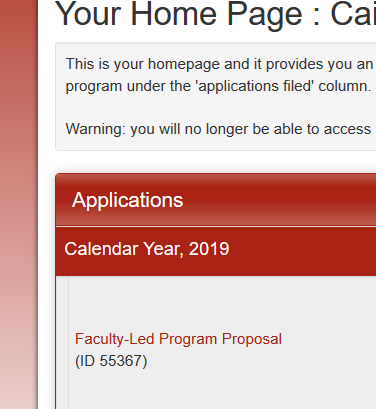 Your Home Page : Cai
This is your homepage and it provides you an
program under the 'applications filed' column.
Warning: you will no longer be able to access
Applications
Calendar Year, 2019
Faculty-Led Program Proposal
(ID 55367)